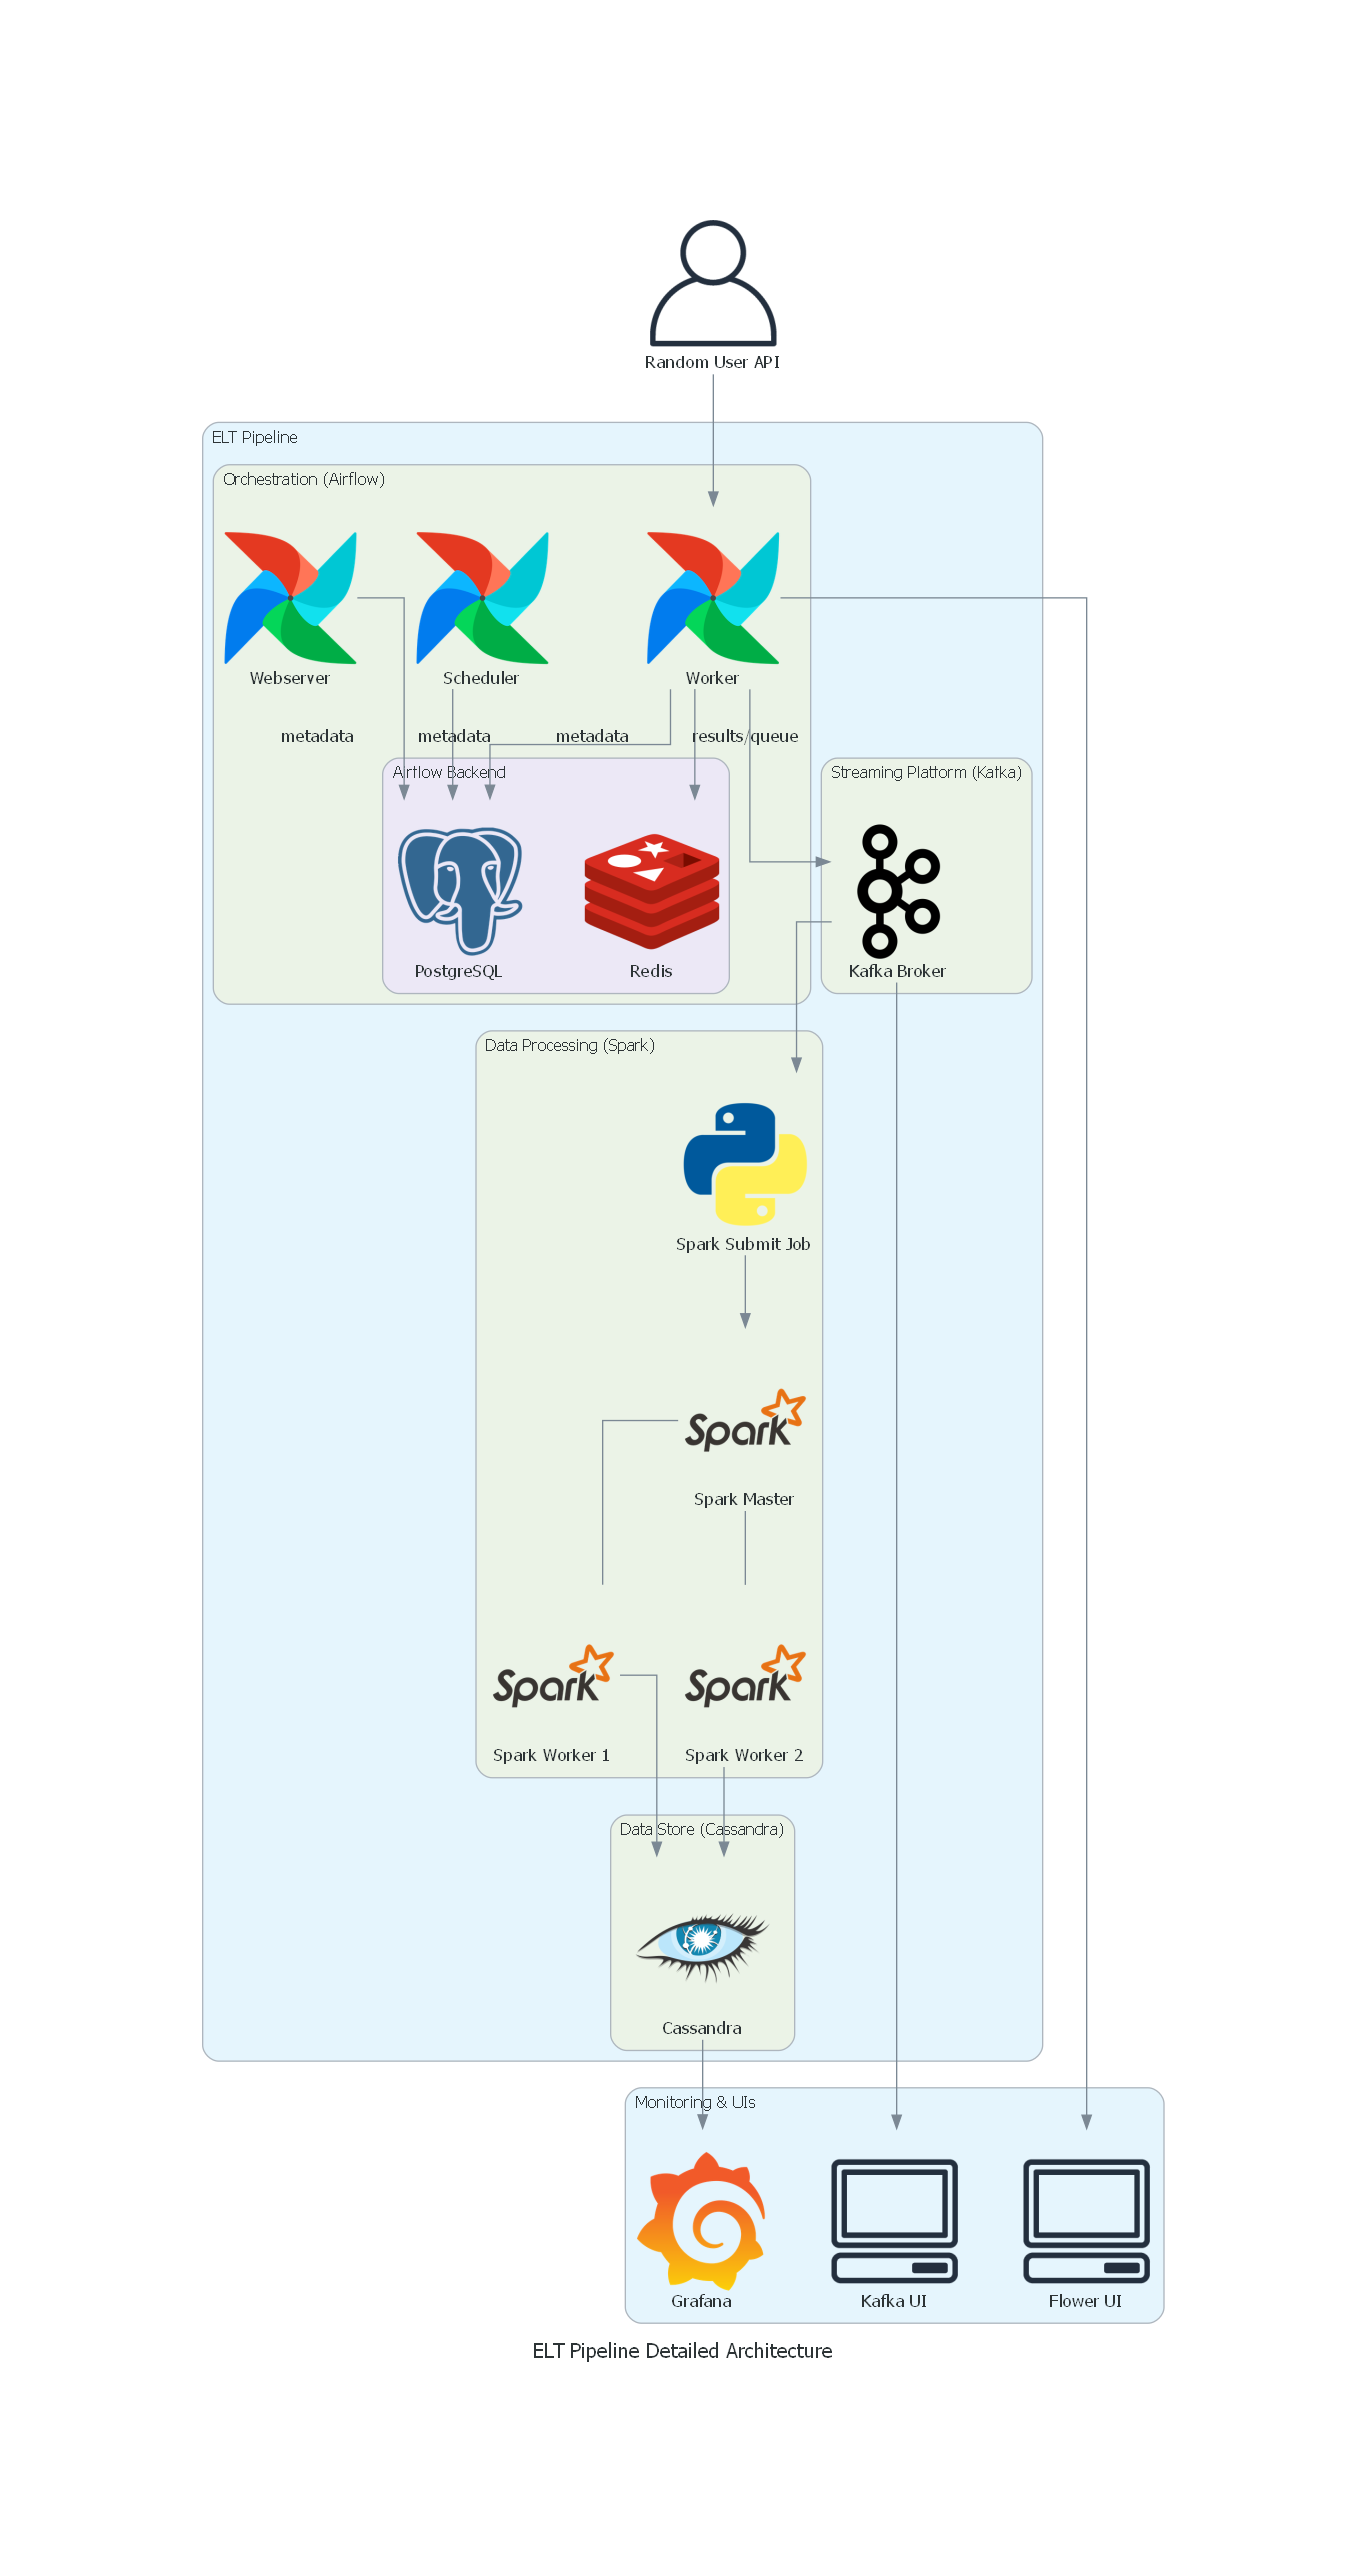 Random User API
ELT Pipeline
Orchestration (Airflow)
Webserver
Scheduler
Worker
metadata
metadata
metadata
results/queue
Airflow Backend
Streaming Platform (Kafka)
PostgreSQL
Redis
Kafka Broker
Data Processing (Spark)
Spark Submit Job
Spark
Spark Master
Spark
Spark
Spark Worker 1
Spark Worker 2
Data Store (Cassandra)
Cassandra
Monitoring & UIs
Grafana
Kafka UI
Flower UI
ELT Pipeline Detailed Architecture